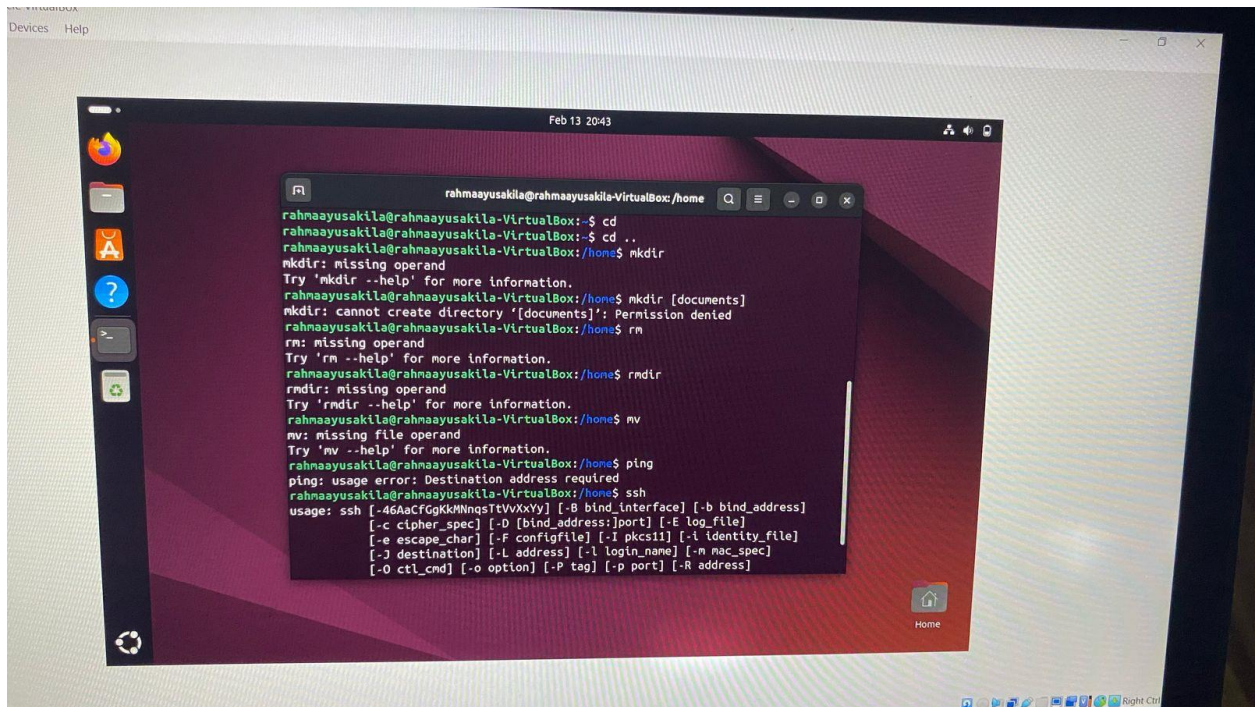 Devices Help
Feb 13 20:43
rahmaayusakila@rahmaayusakila-VirtualBox: /home
rahmaayusakila@rahmaayusakila-VirtualBox:~$ cd
rahmaayusakila@rahmaayusakila-VirtualBox:~$ cd ..
rahmaayusakila@rahmaayusakila-VirtualBox:/home$ mkdir
mkdir: missing operand
Try 'mkdir --help' for more information.
rahmaayusakila@rahmaayusakila-VirtualBox:/home$ mkdir [documents]
mkdir: cannot create directory ‘[documents]’: Permission denied
rahmaayusakila@rahmaayusakila-VirtualBox:/home$ rm
rm: missing operand
Try 'rm --help' for more information.
rahmaayusakila@rahmaayusakila-VirtualBox:/home$ rmdir
rmdir: missing operand
Try 'rmdir --help' for more information.
rahmaayusakila@rahmaayusakila-VirtualBox:/home$ mv
mv: missing file operand
Try 'mv --help' for more information.
rahmaayusakila@rahmaayusakila-VirtualBox:/home$ ping
ping: usage error: Destination address required
rahmaayusakila@rahmaayusakila-VirtualBox:/home$ ssh
usage: ssh [-46AaCfGgKkMNnqsTtVvXxYy] [-B bind_interface] [-b bind_address]
[-c cipher_spec] [-D [bind_address:]port] [-E log_file]
[-e escape_char] [-F configfile] [-I pkcs11] [-i identity_file]
[-J destination] [-L address] [-l login_name] [-m mac_spec]
[-O ctl_cmd] [-o option] [-P tag] [-p port] [-R address]
Home
Right Ctrl